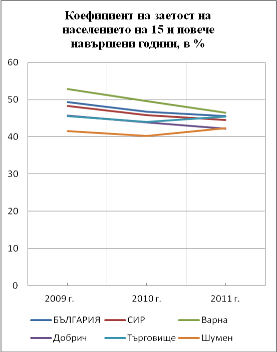 Коефициент на заетост на
населението на 15 и повече
навършени години, в %
60
50
40
30
20
10
0
2009 г.
2010 г.
2011 г.
БЪЛГАРИЯ
СИР
Варна
Добрич
Търговище
Шумен